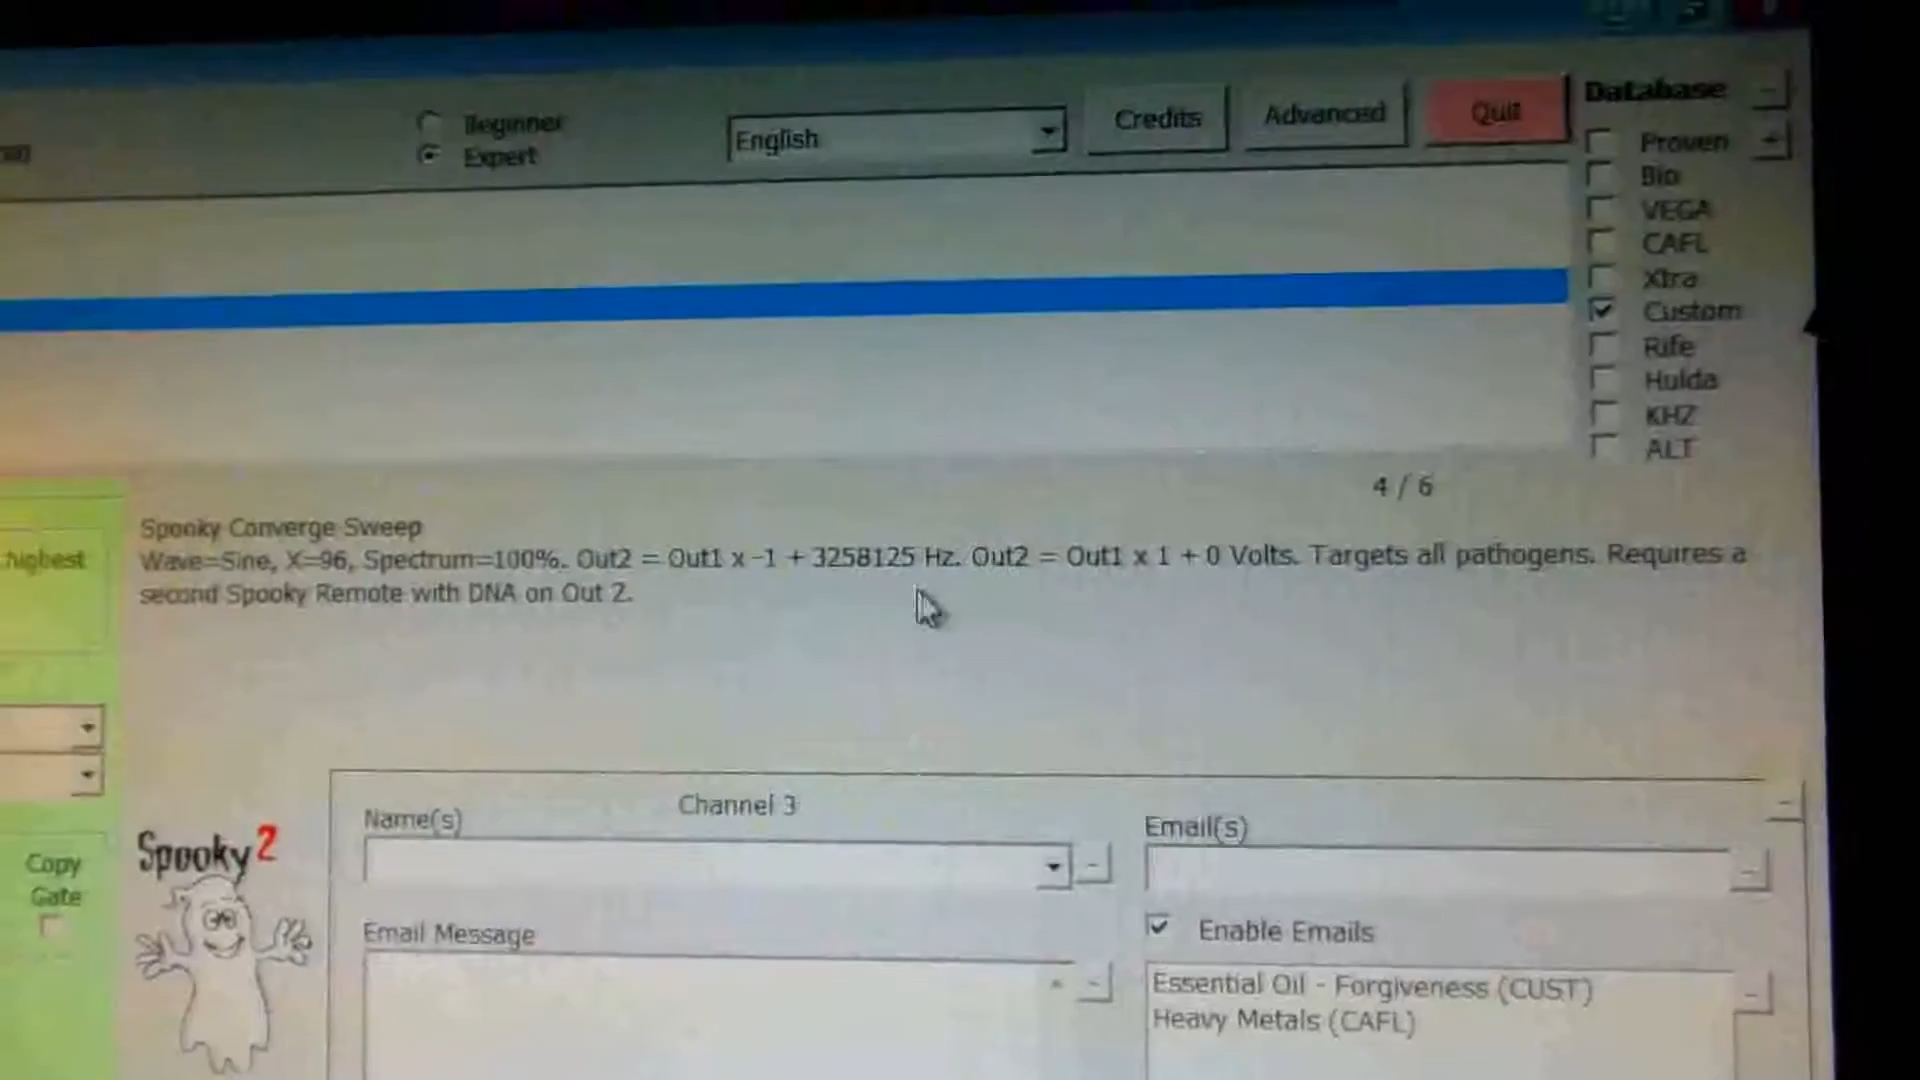 Beginner
Expert
English
Credits
Advanced
Quit
Database
Proven
Bio
VEGA
CAFL
Xtra
Custom
Rife
Hulda
KHZ
ALT
4 / 6
Spooky Converge Sweep
Wave=Sine, X=96, Spectrum=100%. Out2 = Out1 x -1 + 3258125 Hz. Out2 = Out1 x 1 + 0 Volts. Targets all pathogens. Requires a
second Spooky Remote with DNA on Out 2.
highest
Copy
Gate
Spooky2
Channel 3
Name(s)
Email(s)
Email Message
Enable Emails
Essential Oil - Forgiveness (CUST)
Heavy Metals (CAFL)